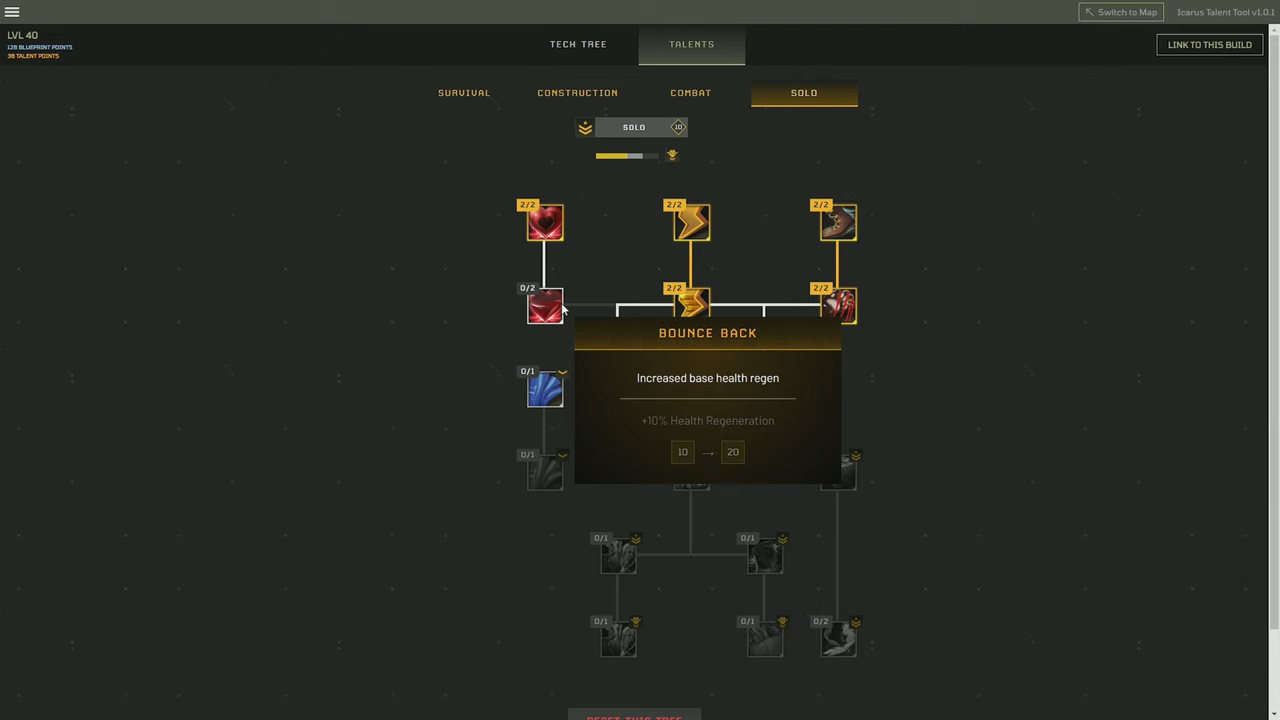 Switch to Map
Icarus Talent Tool v1.0.1
LVL 40
128 BLUEPRINT POINTS
38 TALENT POINTS
TECH TREE
TALENTS
LINK TO THIS BUILD
SURVIVAL
CONSTRUCTION
COMBAT
SOLO
SOLO
10
2/2
2/2
2/2
0/2
2/2
2/2
BOUNCE BACK
Increased base health regen
0/1
+10% Health Regeneration
10 → 20
0/1
0/1
0/1
0/1
0/1
0/2
RESET THIS TREE